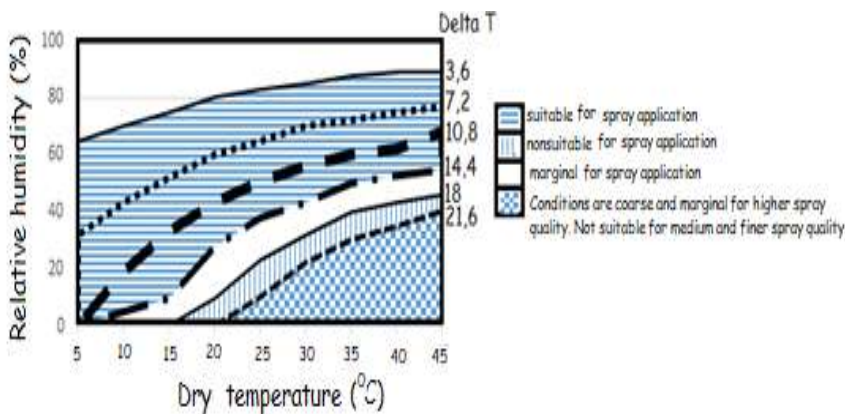 Delta T
Relative humidity (%)
100
80
60
40
20
0
3,6
7,2
10,8
14,4
18
21,6
5
10
15
20
25
30
35
40
45
Dry temperature (⁰C)
suitable for spray application
nonsuitable for spray application
marginal for spray application
Conditions are coarse and marginal for higher spray
quality. Not suitable for medium and finer spray quality